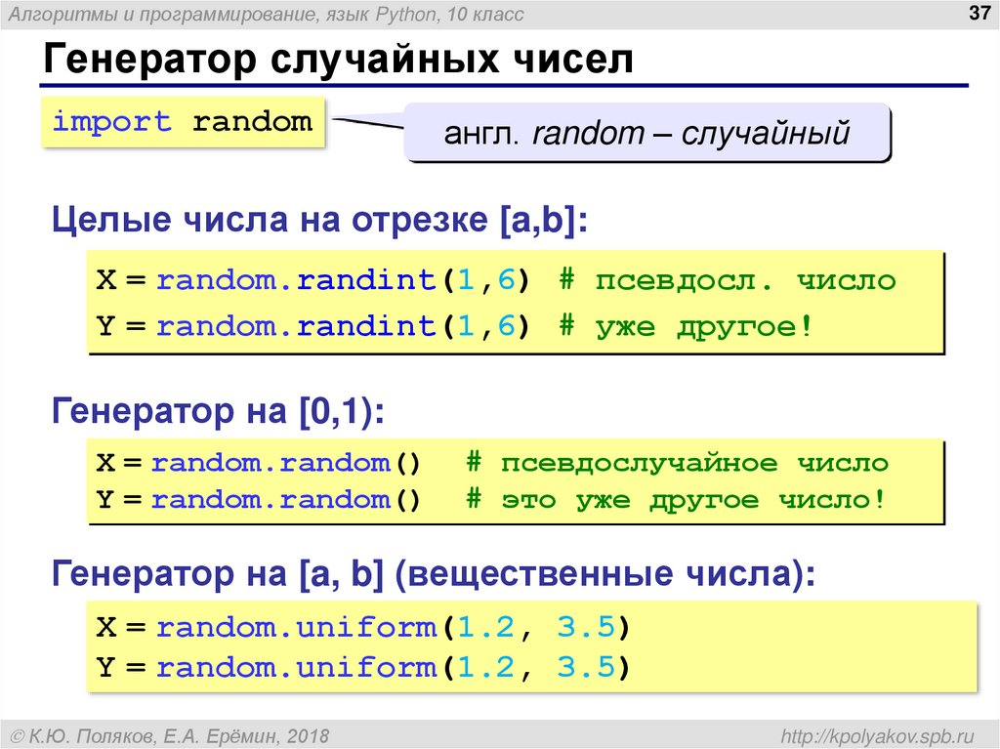 Алгоритмы и программирование, язык Python, 10 класс 37
Генератор случайных чисел
import random
англ. random – случайный
Целые числа на отрезке [a,b]:
X = random.randint(1,6) # псевдосл. число
Y = random.randint(1,6) # уже другое!
Генератор на [0,1):
X = random.random() # псевдослучайное число
Y = random.random() # это уже другое число!
Генератор на [a, b] (вещественные числа):
X = random.uniform(1.2, 3.5)
Y = random.uniform(1.2, 3.5)
© К.Ю. Поляков, Е.А. Ерёмин, 2018 http://kpolyakov.spb.ru